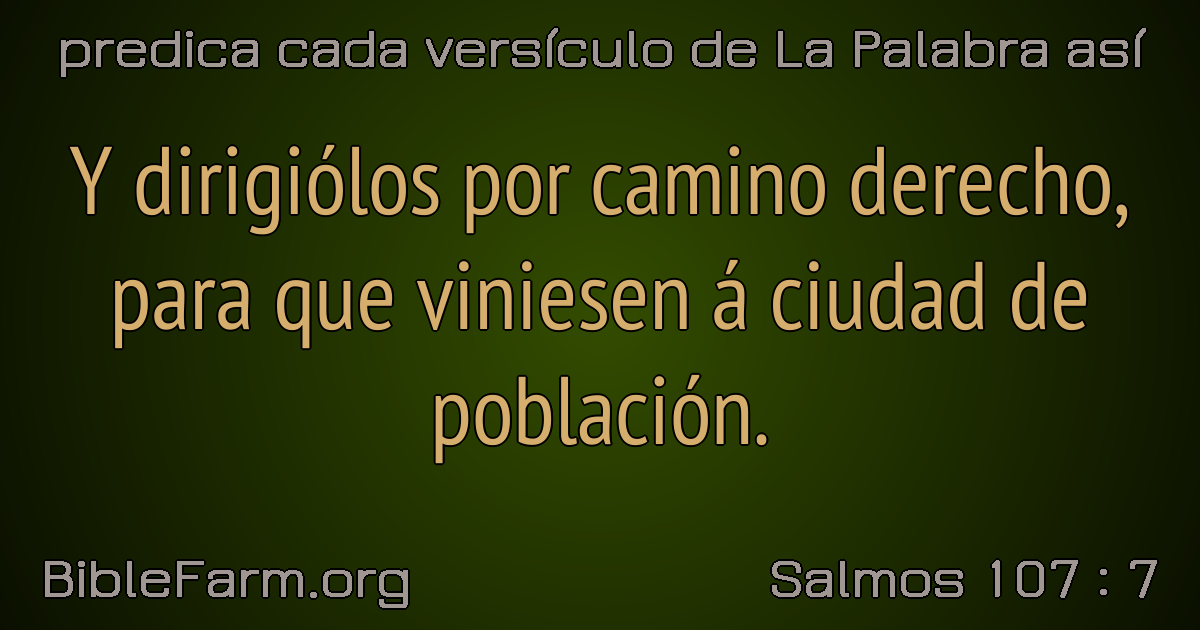 predica cada versículo de La Palabra así
Y dirigiólos por camino derecho,
para que viniesen á ciudad de
población.
BibleFarm.org
Salmos 107 : 7